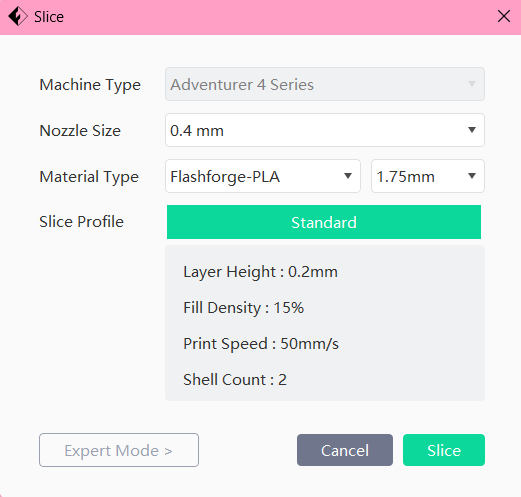 Slice
Machine Type Adventurer 4 Series
Nozzle Size 0.4 mm
Material Type Flashforge-PLA 1.75mm
Slice Profile Standard
Layer Height : 0.2mm
Fill Density : 15%
Print Speed : 50mm/s
Shell Count : 2
Expert Mode > Cancel Slice